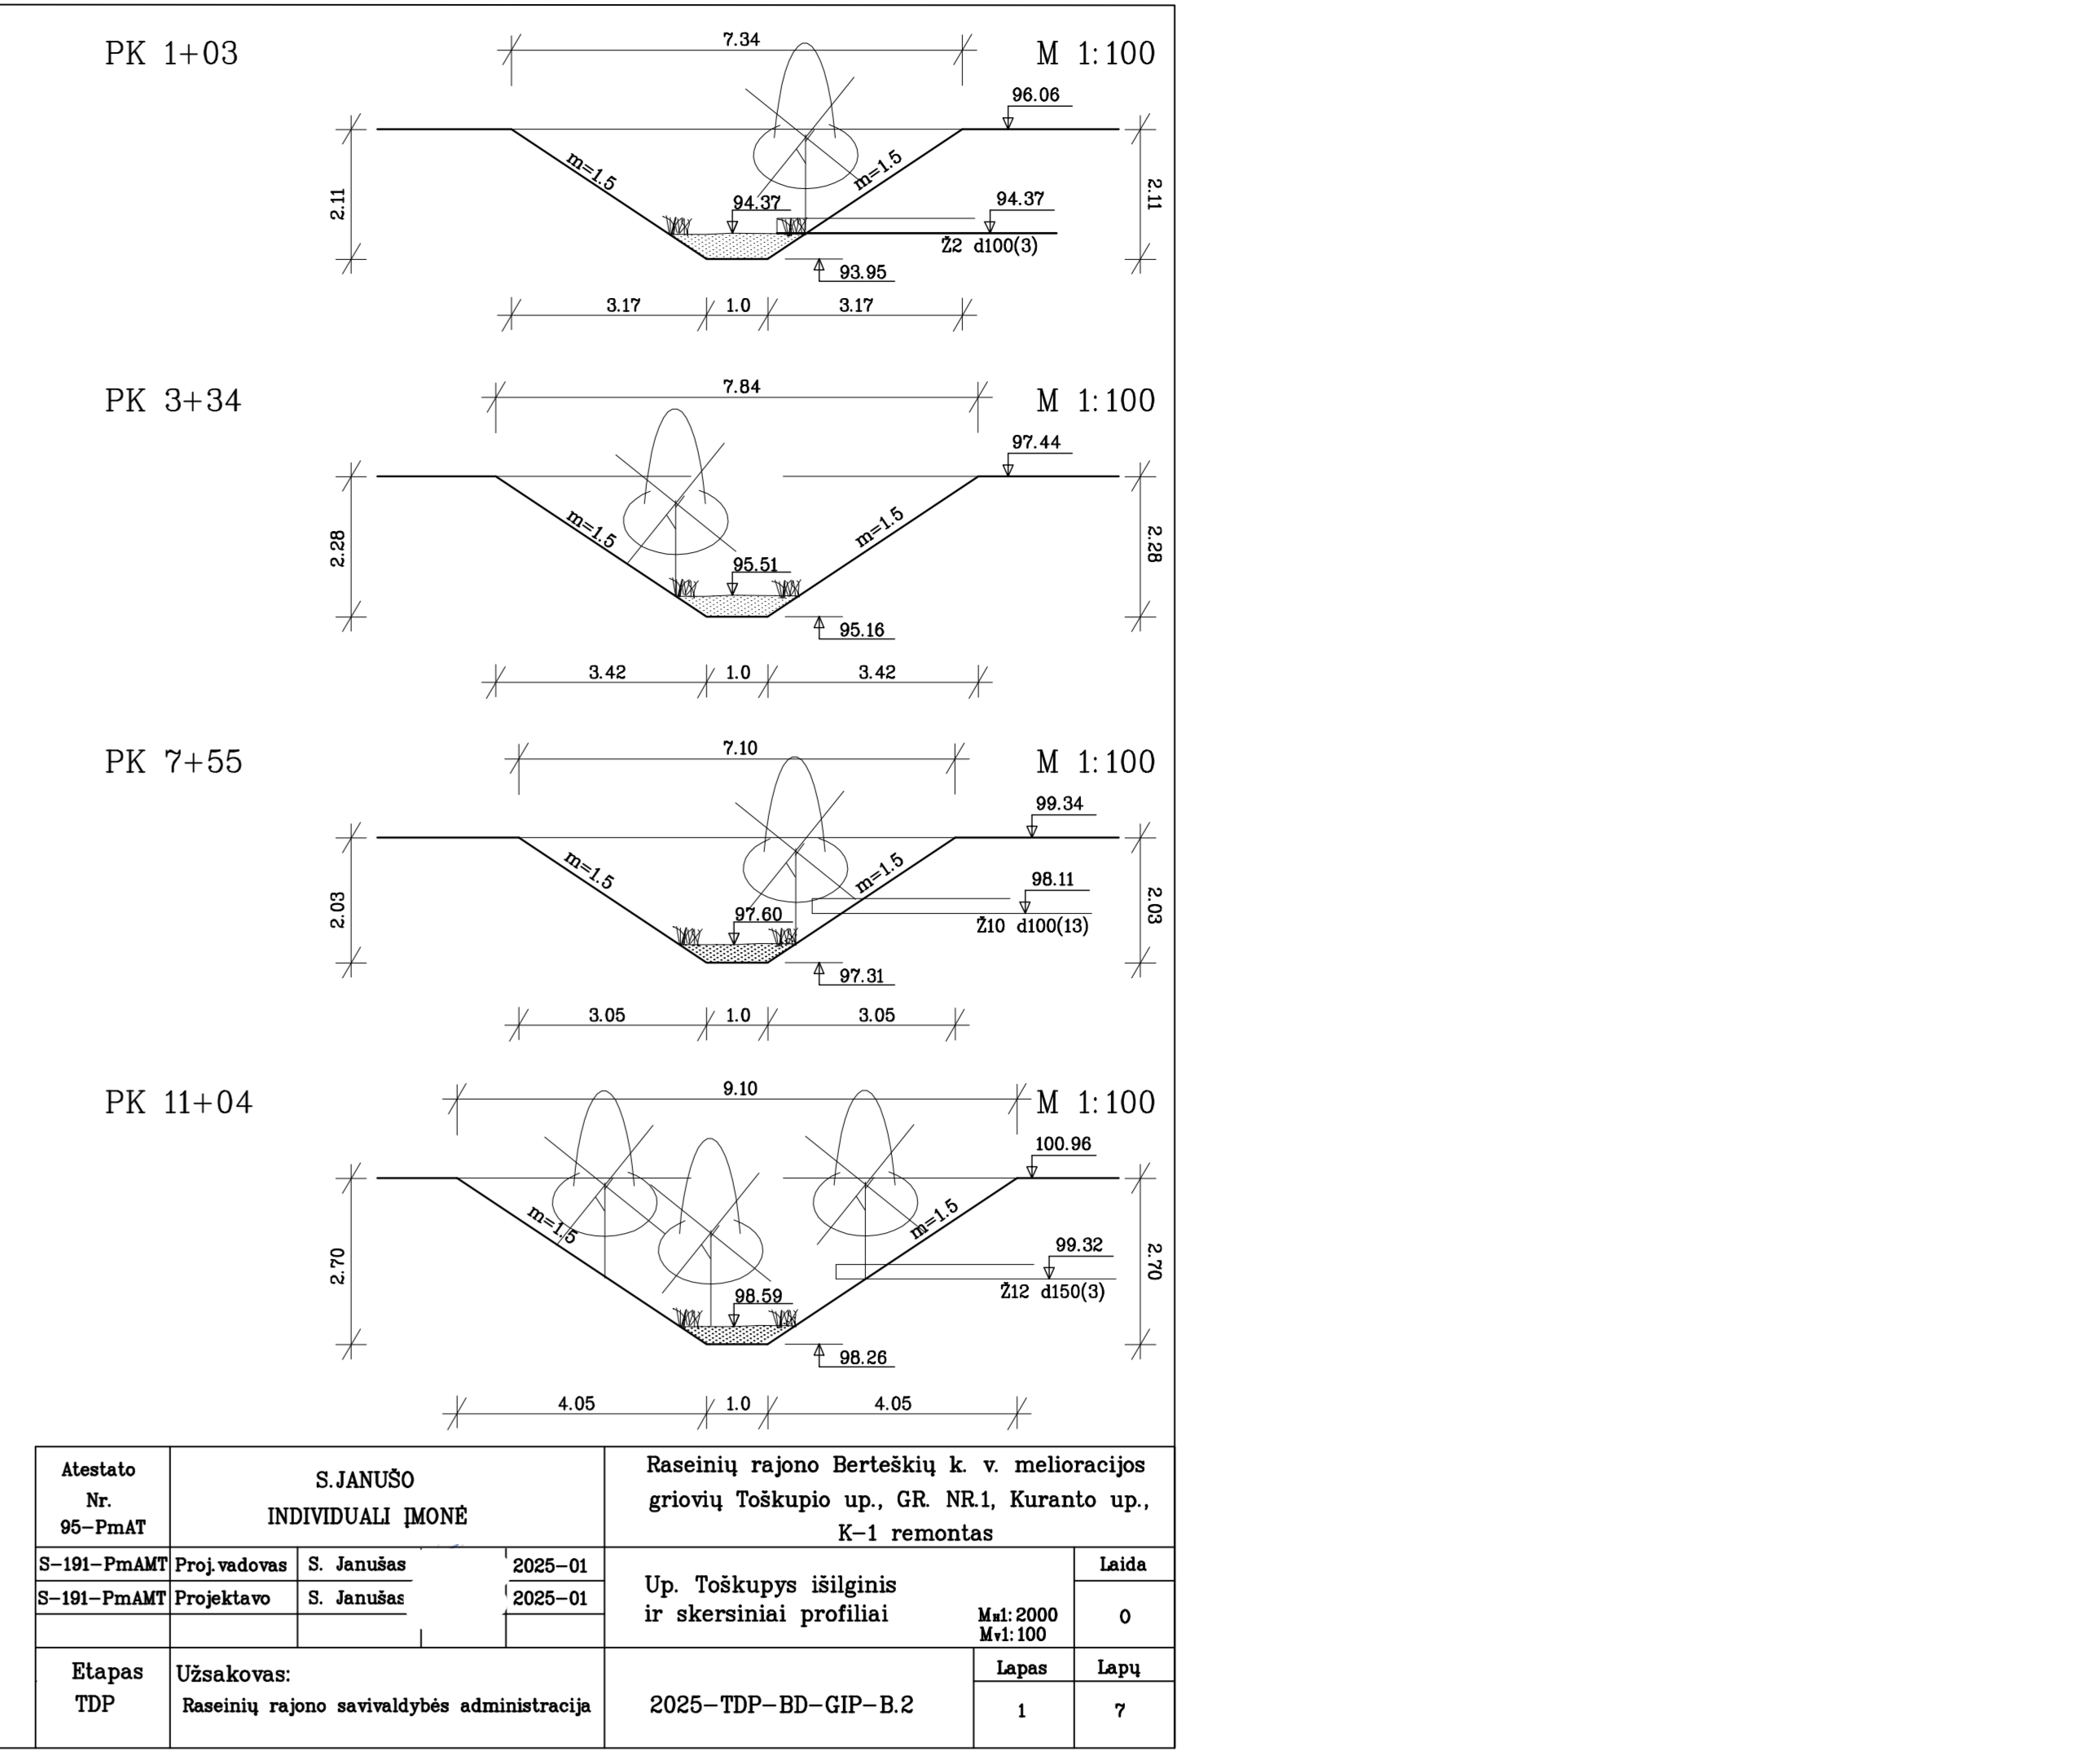 PK 1+03
7.34
M 1:100
96.06
m=1.5
m=1.5
2.11
2.11
94.37
94.37
Ž2 d100(3)
93.95
3.17
1.0
3.17
PK 3+34
7.84
M 1:100
97.44
m=1.5
m=1.5
2.28
2.28
95.51
95.16
3.42
1.0
3.42
PK 7+55
7.10
M 1:100
99.34
m=1.5
m=1.5
98.11
2.03
2.03
97.60
Ž10 d100(13)
97.31
3.05
1.0
3.05
PK 11+04
9.10
M 1:100
100.96
m=1.5
m=1.5
99.32
2.70
2.70
Ž12 d150(3)
98.59
98.26
4.05
1.0
4.05
Atestato
Nr.
95-PmAT
S.JANUŠO
INDIVIDUALI ĮMONĖ
Raseinių rajono Berteškių k. v. melioracijos
griovių Toškupio up., GR. NR.1, Kuranto up.,
K-1 remontas
S-191-PmAMT Proj.vadovas S. Janušas 2025-01
S-191-PmAMT Projektavo S. Janušas 2025-01
Up. Toškupys išilginis
ir skersiniai profiliai
Mн1:2000
Mv1:100
Laida
0
Etapas
TDP
Užsakovas:
Raseinių rajono savivaldybės administracija
2025-TDP-BD-GIP-B.2
Lapas
1
Lapų
7